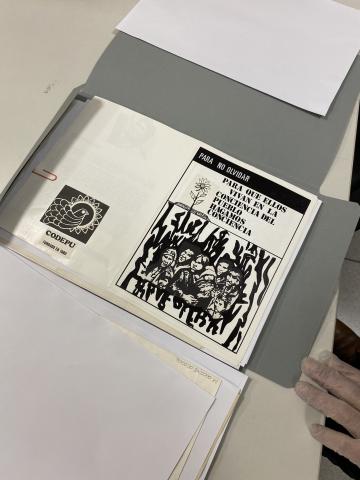 PARA NO OLVIDAR
PARA QUE ELLOS
VIVAN EN LA
CONCIENCIA DEL
PUEBLO
HAGAMOS
CONCIENCIA
CODEPU